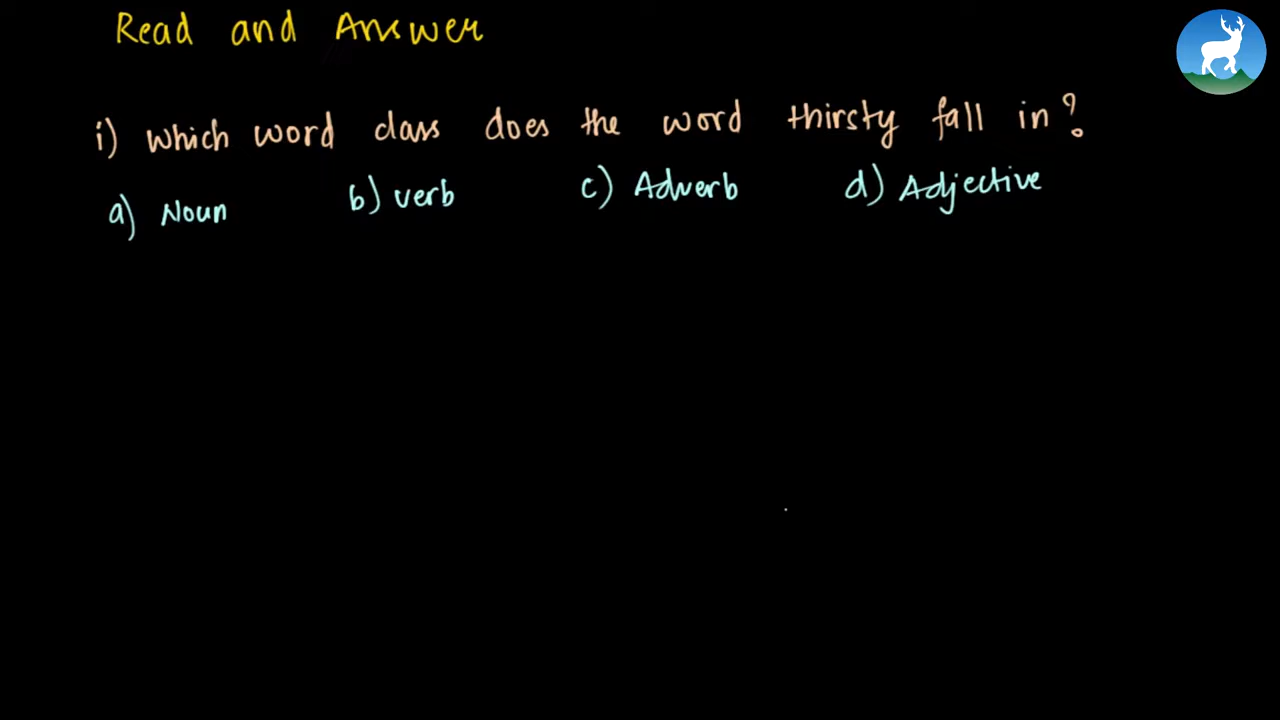 Read and Answer
i) which word class does the word thirsty fall in?
a) Noun b) verb c) Adverb d) Adjective